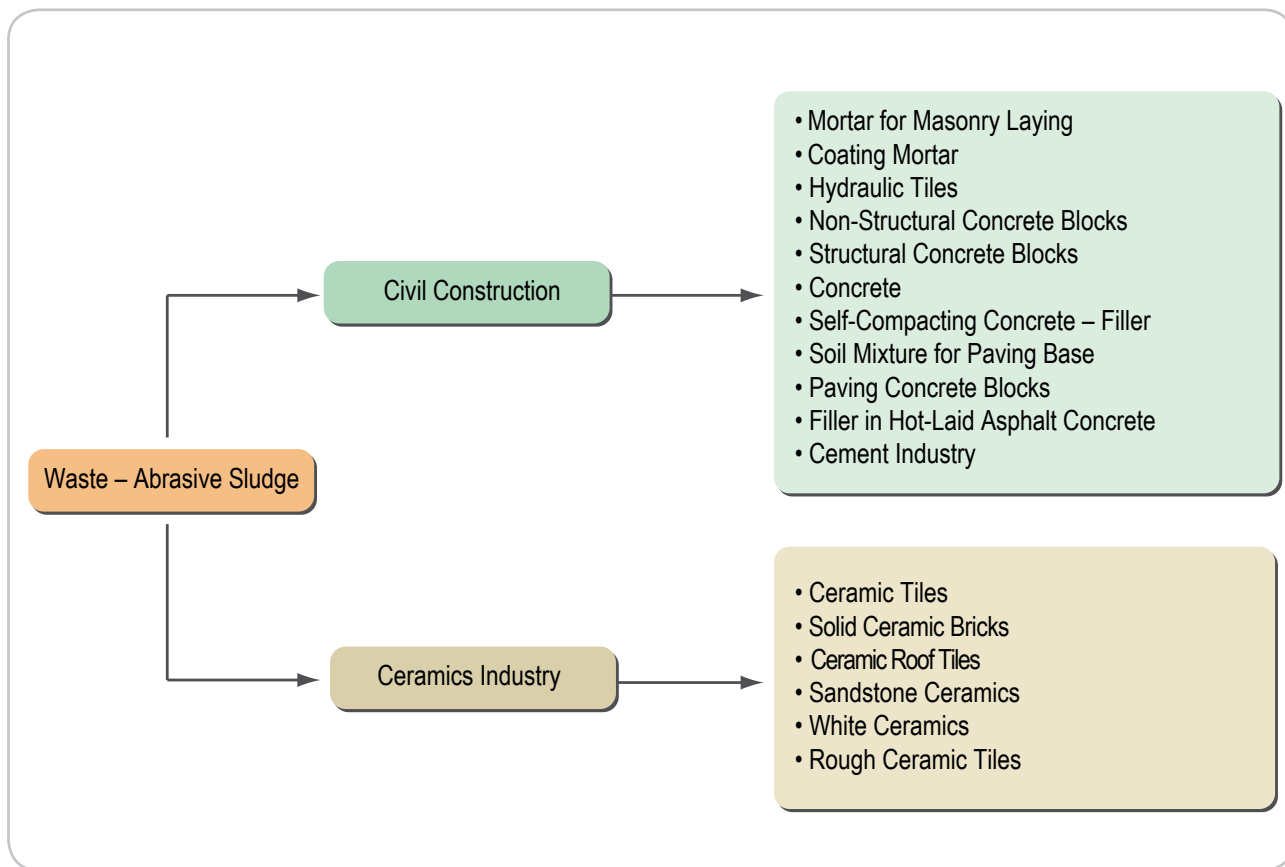 Waste – Abrasive Sludge
Civil Construction
• Mortar for Masonry Laying
• Coating Mortar
• Hydraulic Tiles
• Non-Structural Concrete Blocks
• Structural Concrete Blocks
• Concrete
• Self-Compacting Concrete – Filler
• Soil Mixture for Paving Base
• Paving Concrete Blocks
• Filler in Hot-Laid Asphalt Concrete
• Cement Industry
Ceramics Industry
• Ceramic Tiles
• Solid Ceramic Bricks
• Ceramic Roof Tiles
• Sandstone Ceramics
• White Ceramics
• Rough Ceramic Tiles